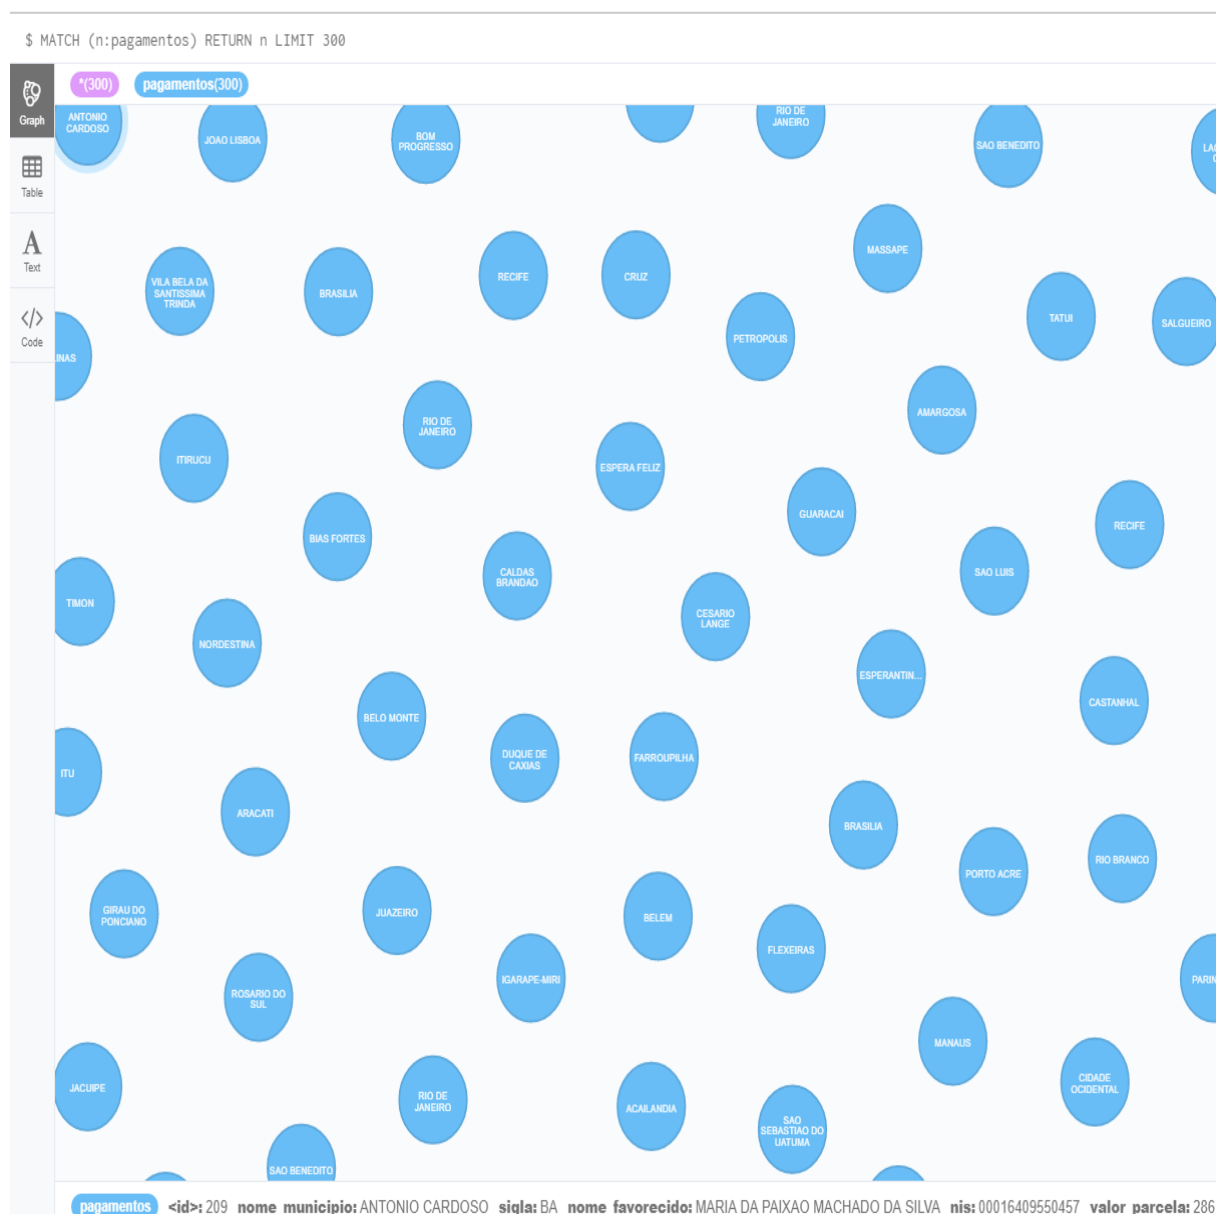 $ MATCH (n:pagamentos) RETURN n LIMIT 300
*(300) pagamentos(300)
Graph
Table
Text
Code
ANTONIO
CARDOSO
JOAO LISBOA
BOM
PROGRESSO
RIO DE
JANEIRO
SAO BENEDITO
VILA BELA DA
SANTISSIMA
TRINDA
BRASILIA
RECIFE
CRUZ
MASSAPE
PETROPOLIS
TATUI
SALGUEIRO
INAS
RIO DE
JANEIRO
AMARGOSA
ITIRUCU
ESPERA FELIZ
GUARACAI
RECIFE
BIAS FORTES
CALDAS
BRANDAO
SAO LUIS
TIMON
CESARIO
LANGE
NORDESTINA
ESPERANTIN...
CASTANHAL
BELO MONTE
DUQUE DE
CAXIAS
FARROUPILHA
ITU
ARACATI
BRASILIA
PORTO ACRE
RIO BRANCO
GIRAU DO
PONCIANO
JUAZEIRO
BELEM
FLEXEIRAS
IGARAPE-MIRI
PARIN
ROSARIO DO
SUL
MANAUS
JACUIPE
RIO DE
JANEIRO
ACAILANDIA
CIDADE
OCIDENTAL
SAO
SEBASTIAO DO
UATUMA
SAO BENEDITO
pagamentos <id>: 209 nome_municipio: ANTONIO CARDOSO sigla: BA nome_favorecido: MARIA DA PAIXAO MACHADO DA SILVA nis: 00016409550457 valor_parcela: 286